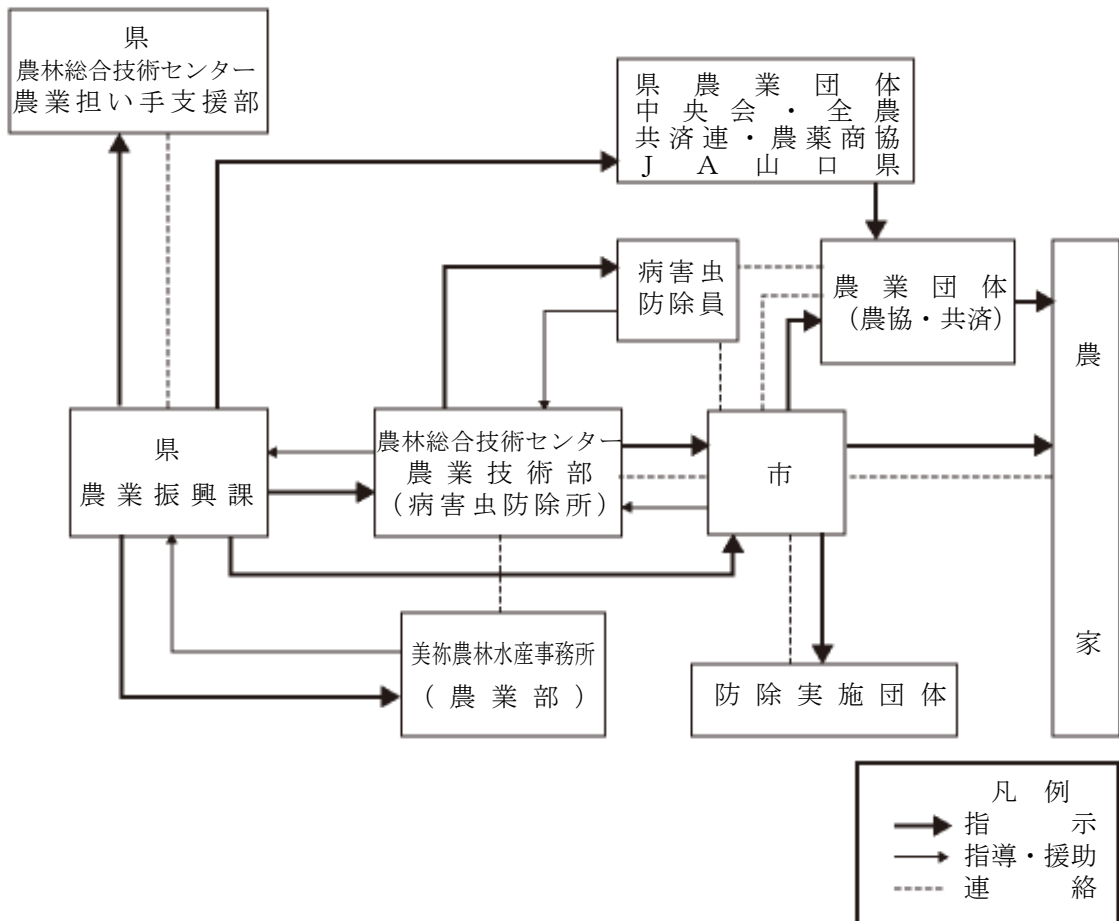 県
農林総合技術センター
農業担い手支援部
県農業団体
中央会・全農
共済連・農薬商協
JA山口県
病害虫
防除員
農業団体
（農協・共済）
農家
県
農業振興課
農林総合技術センター
農業技術部
（病害虫防除所）
市
美祢農林水産事務所
（農業部）
防除実施団体
凡例
指示
指導・援助
連絡